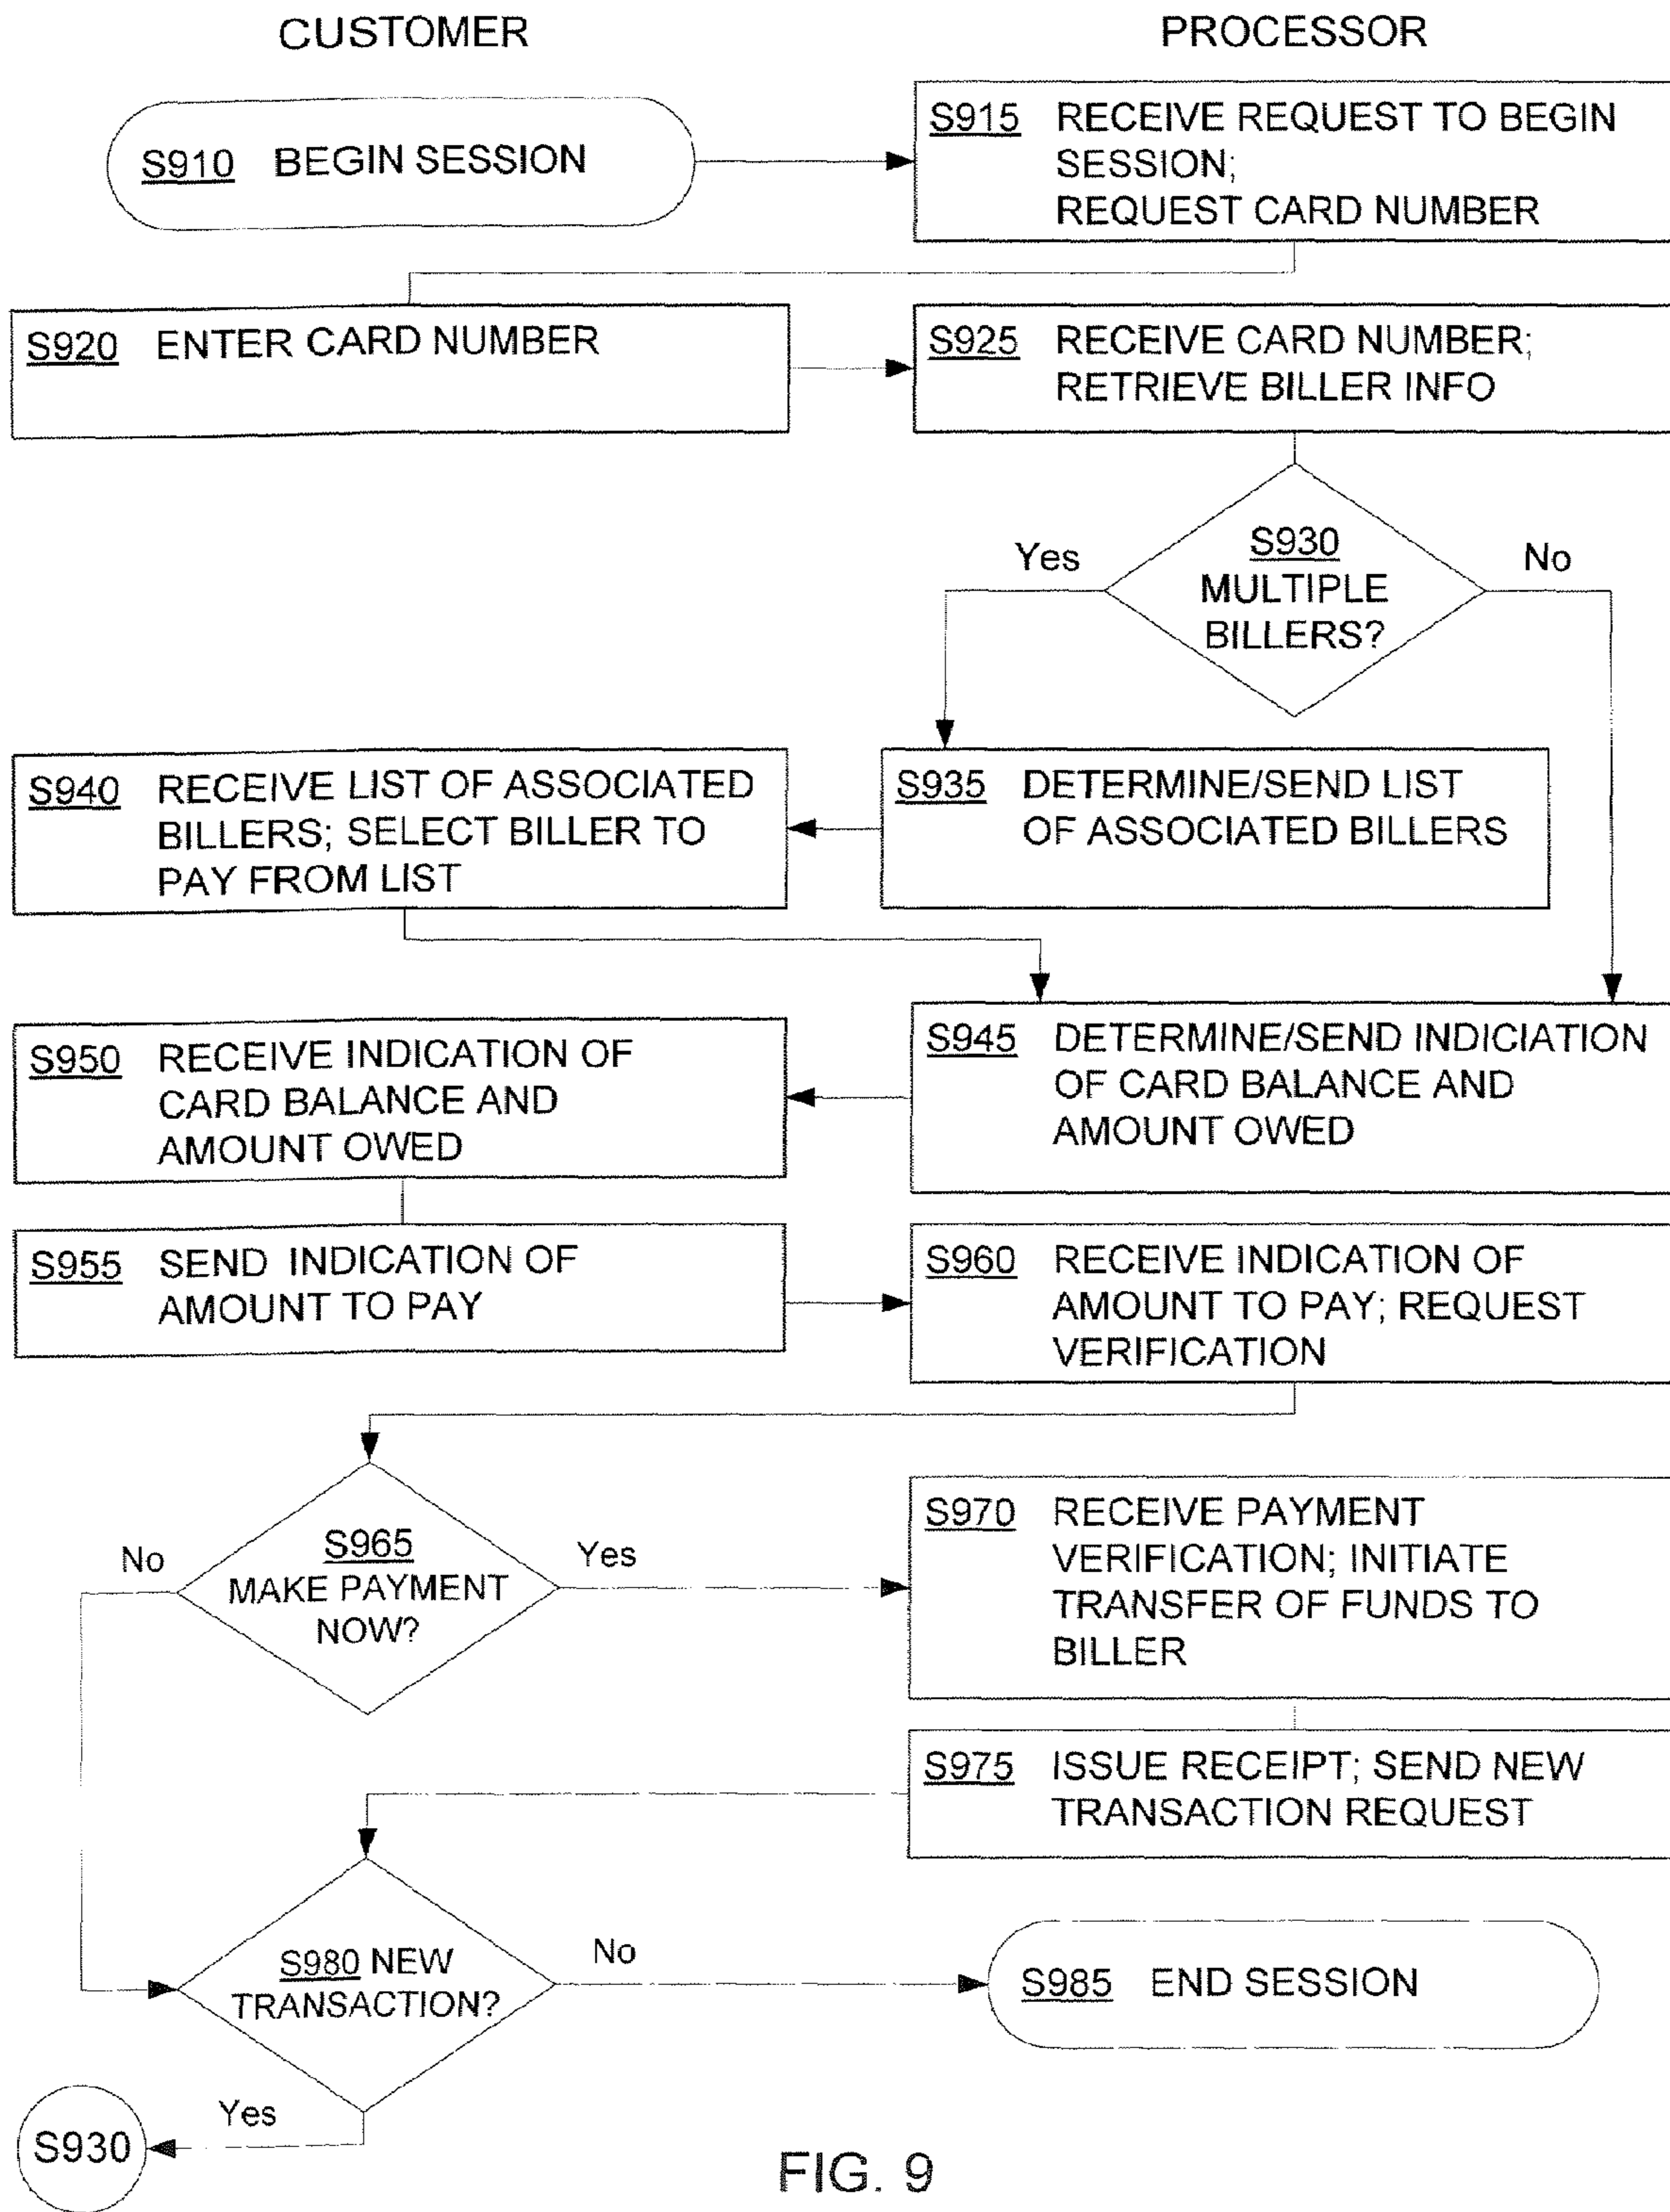 CUSTOMER
PROCESSOR
S910 BEGIN SESSION
S915 RECEIVE REQUEST TO BEGIN
SESSION;
REQUEST CARD NUMBER
S920 ENTER CARD NUMBER
S925 RECEIVE CARD NUMBER;
RETRIEVE BILLER INFO
S930
MULTIPLE
BILLERS?
Yes
No
S935 DETERMINE/SEND LIST
OF ASSOCIATED BILLERS
S940 RECEIVE LIST OF ASSOCIATED
BILLERS; SELECT BILLER TO
PAY FROM LIST
S945 DETERMINE/SEND INDICIATION
OF CARD BALANCE AND
AMOUNT OWED
S950 RECEIVE INDICATION OF
CARD BALANCE AND
AMOUNT OWED
S955 SEND INDICATION OF
AMOUNT TO PAY
S960 RECEIVE INDICATION OF
AMOUNT TO PAY; REQUEST
VERIFICATION
S965
MAKE PAYMENT
NOW?
No
Yes
S970 RECEIVE PAYMENT
VERIFICATION; INITIATE
TRANSFER OF FUNDS TO
BILLER
S975 ISSUE RECEIPT; SEND NEW
TRANSACTION REQUEST
S980 NEW
TRANSACTION?
No
S985 END SESSION
Yes
S930
FIG. 9